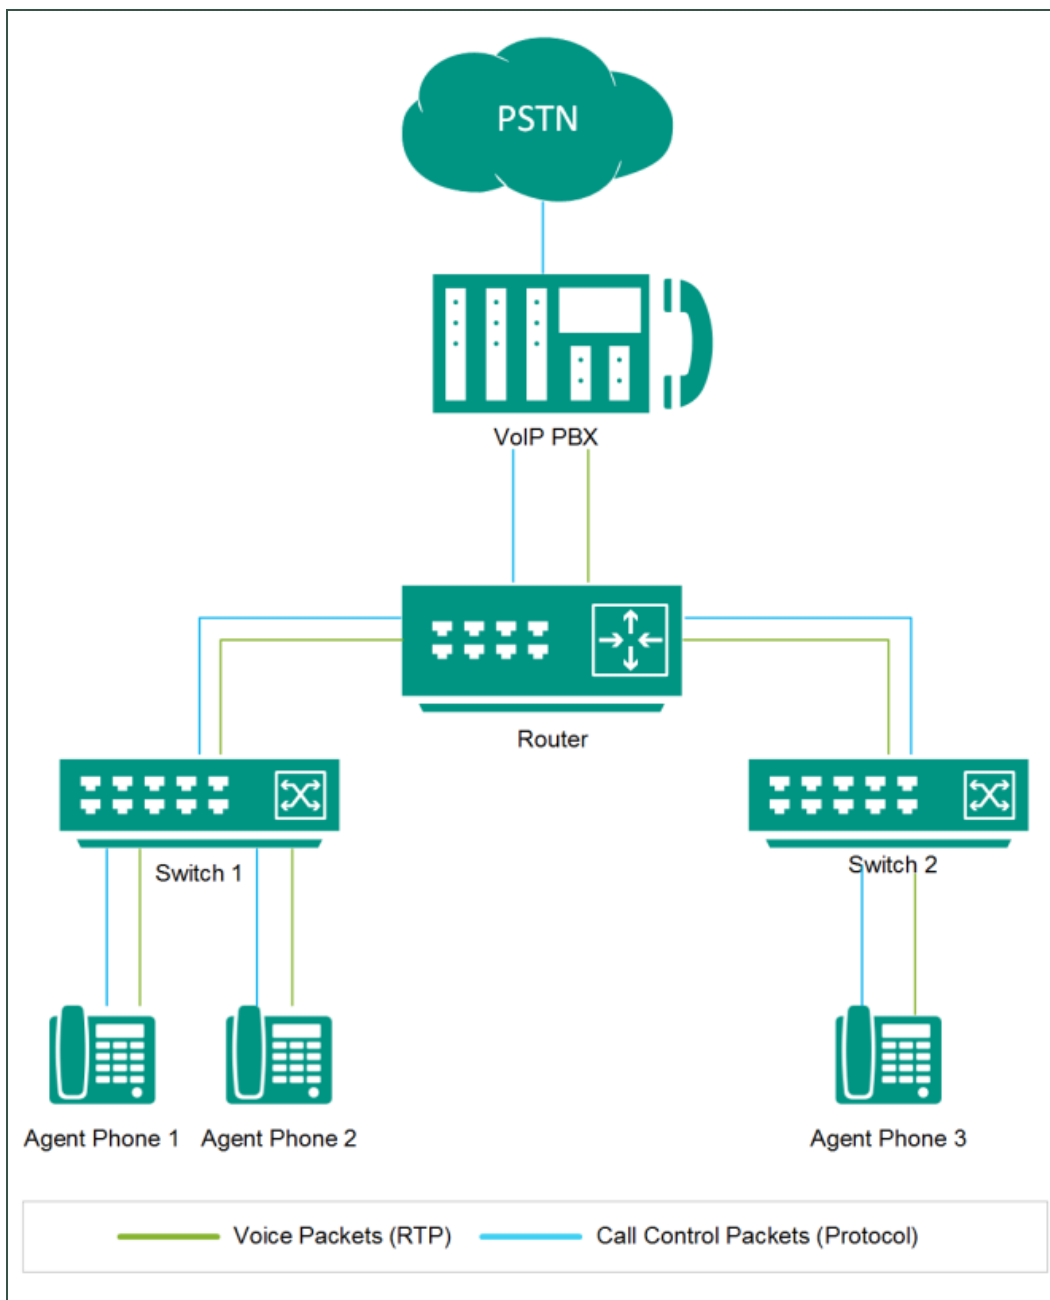 PSTN
VoIP PBX
Router
Switch 1
Switch 2
Agent Phone 1
Agent Phone 2
Agent Phone 3
Voice Packets (RTP)
Call Control Packets (Protocol)